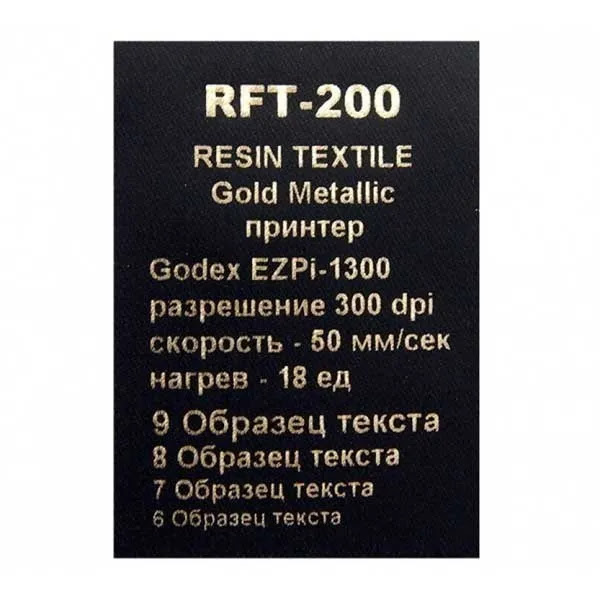 RFT-200
RESIN TEXTILE
Gold Metallic
принтер
Godex EZPi-1300
разрешение 300 dpi
скорость - 50 мм/сек
нагрев - 18 ед
9 Образец текста
8 Образец текста
7 Образец текста
6 Образец текста